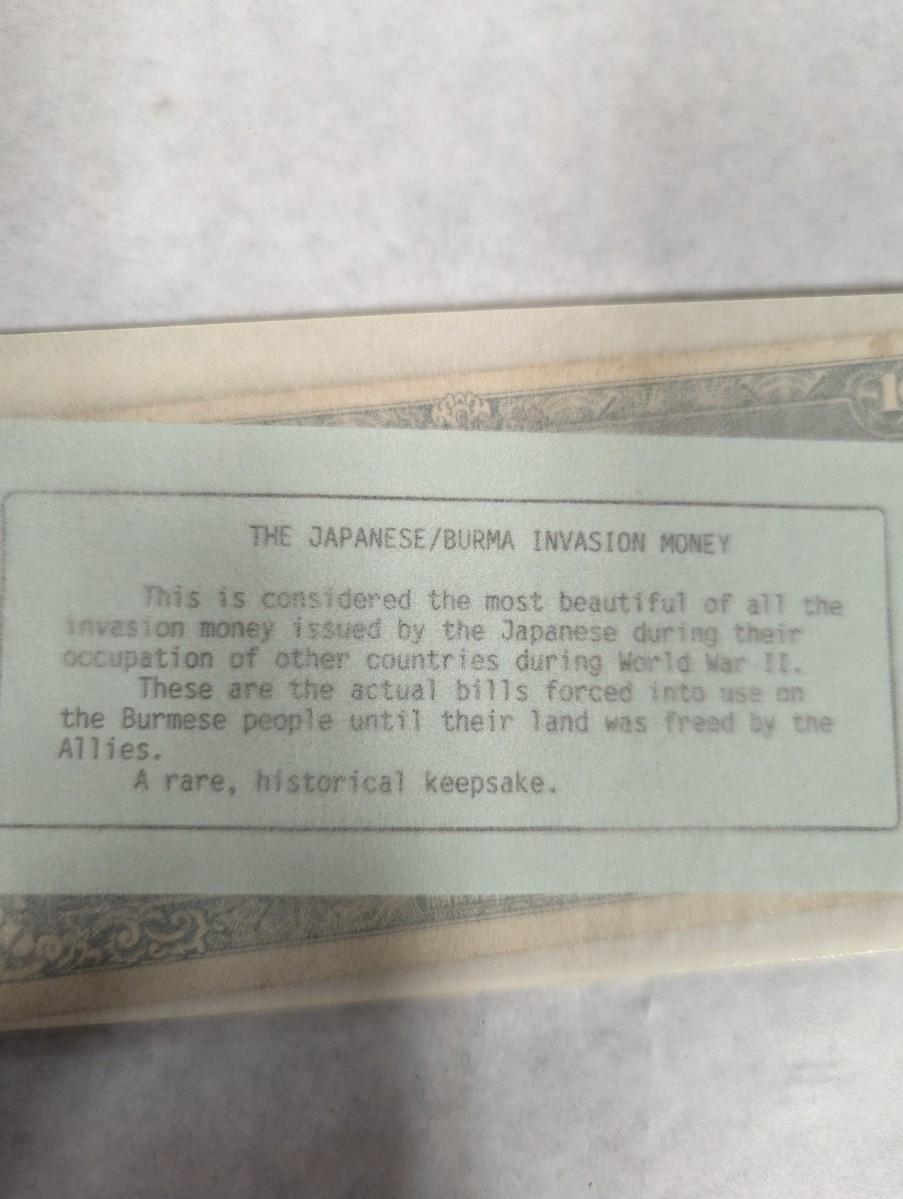 THE JAPANESE/BURMA INVASION MONEY
This is considered the most beautiful of all the
invasion money issued by the Japanese during their
occupation of other countries during World War II.
These are the actual bills forced into use on
the Burmese people until their land was freed by the
Allies.
A rare, historical keepsake.